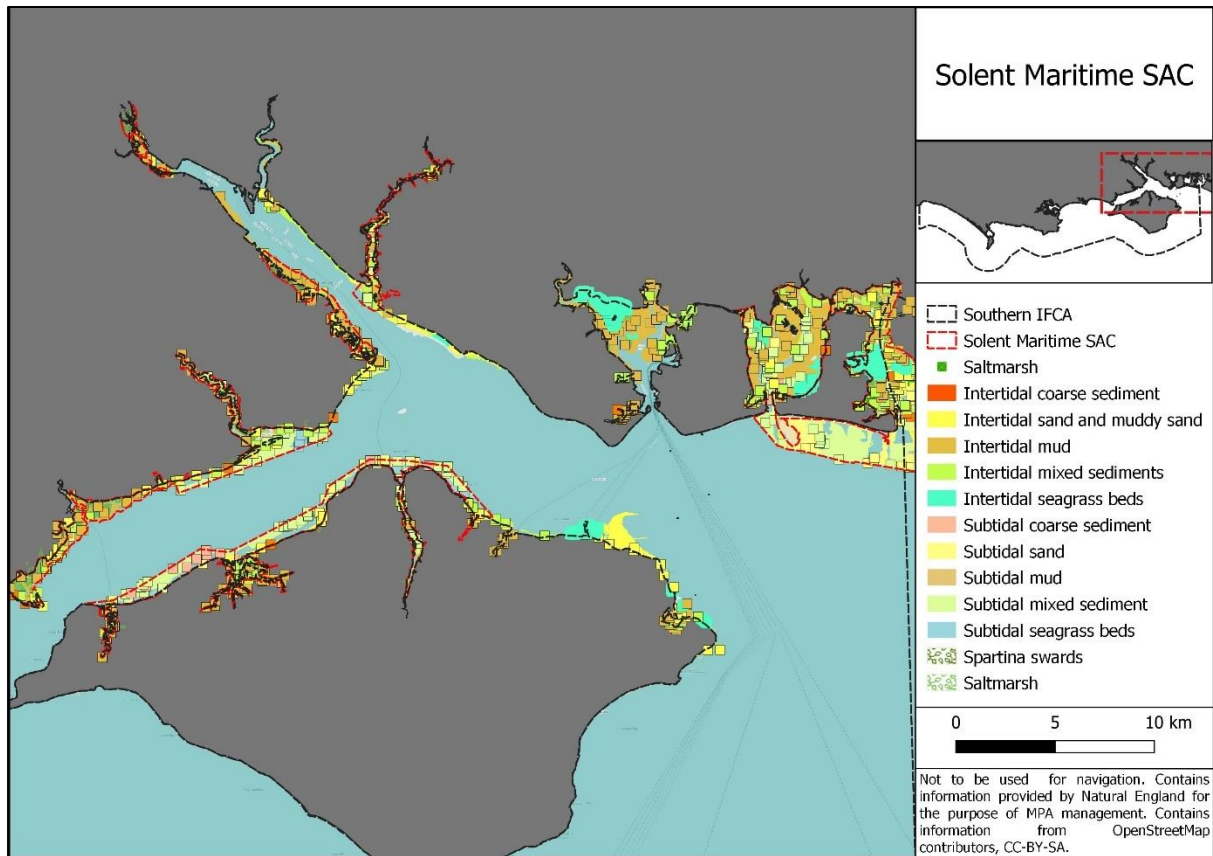 Solent Maritime SAC
Southern IFCA
Solent Maritime SAC
Saltmarsh
Intertidal coarse sediment
Intertidal sand and muddy sand
Intertidal mud
Intertidal mixed sediments
Intertidal seagrass beds
Subtidal coarse sediment
Subtidal sand
Subtidal mud
Subtidal mixed sediment
Subtidal seagrass beds
Spartina swards
Saltmarsh
0 5 10 km
Not to be used for navigation. Contains
information provided by Natural England for
the purpose of MPA management. Contains
information from OpenStreetMap
contributors, CC-BY-SA.